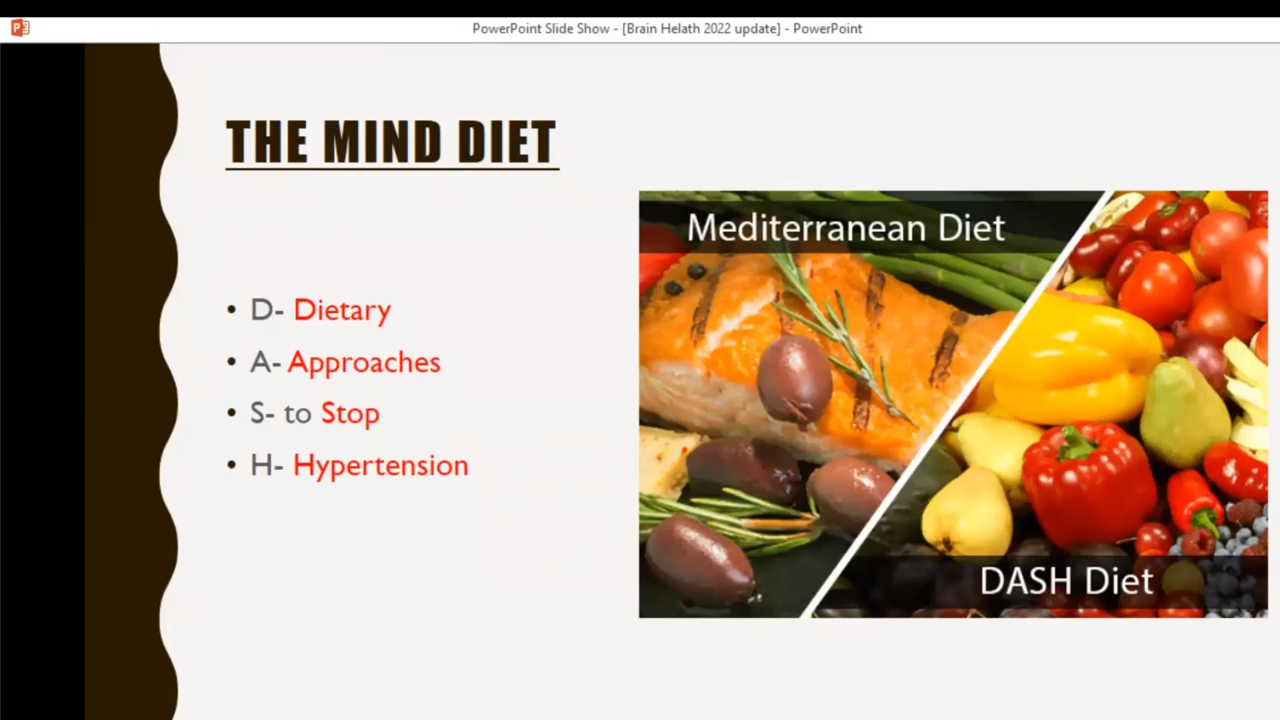 PowerPoint Slide Show - [Brain Helath 2022 update] - PowerPoint
THE MIND DIET
• D- Dietary
• A- Approaches
• S- to Stop
• H- Hypertension
Mediterranean Diet
DASH Diet